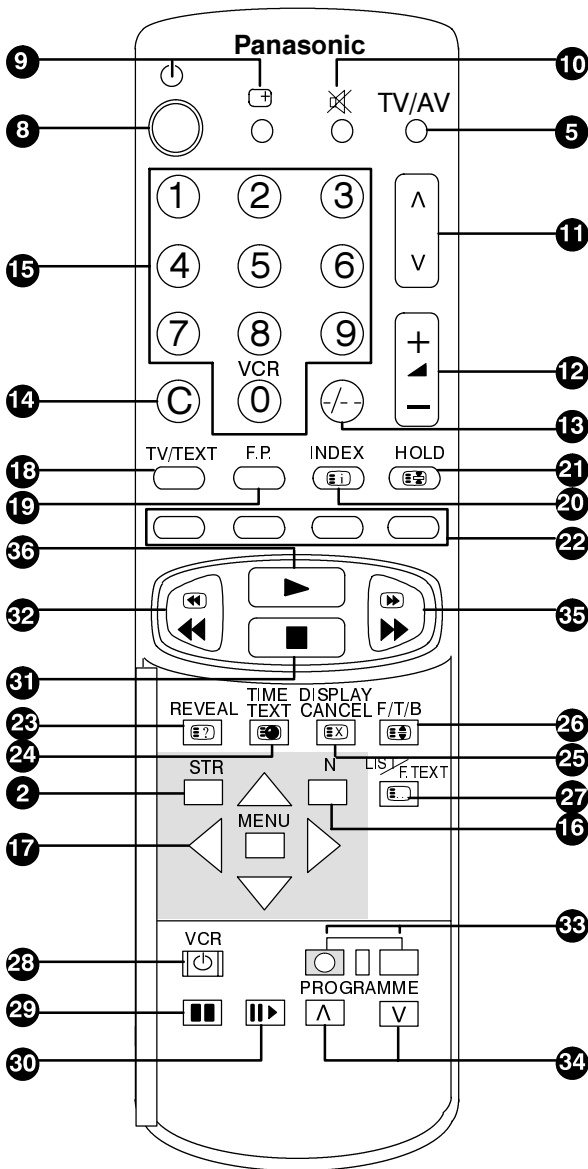 Panasonic
9
10
TV/AV
8
5
1 2 3
11
15
4 5 6
7 8 9
VCR
12
14
C 0 -/--
13
TV/TEXT F.P. INDEX HOLD
18
21
i
19
20
22
36
32
35
31
REVEAL TIME TEXT DISPLAY CANCEL F/T/B
23
? X
26
24
25
STR N LIST/F.TEXT
2
27
MENU
16
17
33
VCR
28
PROGRAMME
29
30
34